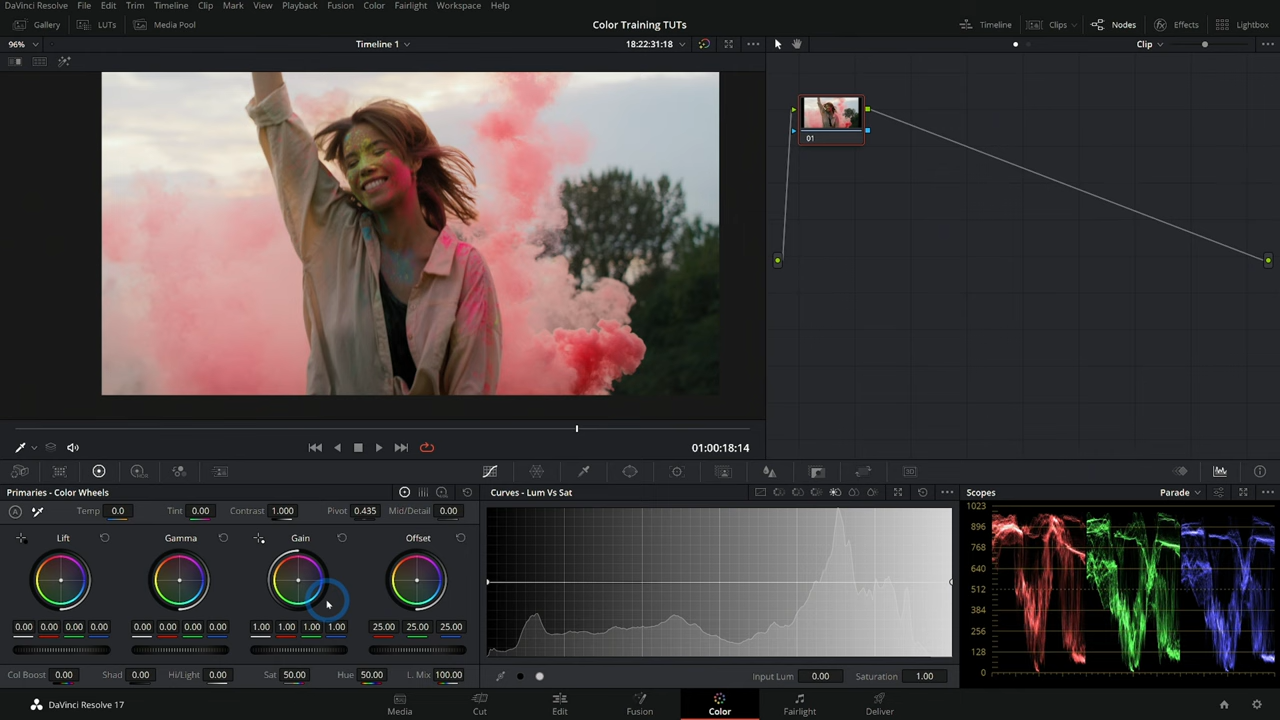 DaVinci Resolve File Edit Trim Timeline Clip Mark View Playback Fusion Color Fairlight Workspace Help
Gallery LUTs Media Pool Color Training TUTs Timeline Clips Nodes Effects Lightbox
96% Timeline 1 18:22:31:18 Clip
01
01:00:18:14
Primaries - Color Wheels Curves - Lum Vs Sat Scopes Parade
Temp 0.0 Tint 0.00 Contrast 1.000 Pivot 0.435 Mid/Detail 0.00
Lift Gamma Gain Offset
0.00 0.00 0.00 0.00 0.00 0.00 0.00 0.00 1.00 1.00 1.00 1.00 25.00 25.00 25.00
Col Boost 0.00 Shad 0.00 Hi/Light 0.00 Sat 50.00 Hue 50.00 L. Mix 100.00
Input Lum 0.00 Saturation 1.00
1023
896
768
640
512
384
256
128
0
DaVinci Resolve 17 Media Cut Edit Fusion Color Fairlight Deliver